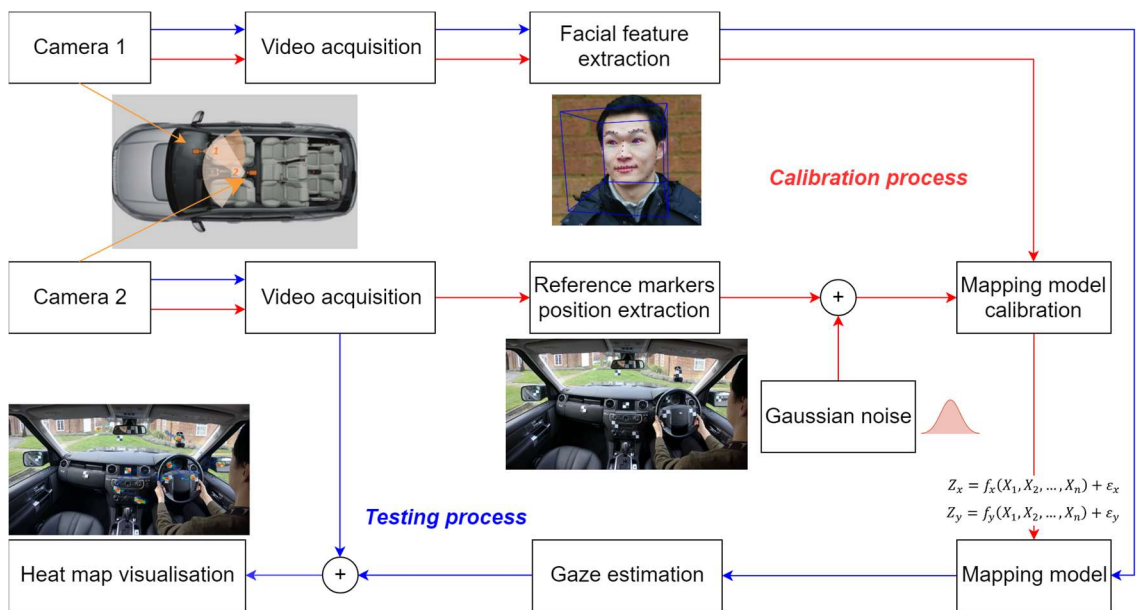 Camera 1
Video acquisition
Facial feature
extraction
1
2
Calibration process
Camera 2
Video acquisition
Reference markers
position extraction
+
Mapping model
calibration
Gaussian noise
Z_x = f_x(X_1, X_2, …, X_n) + ε_x
Z_y = f_y(X_1, X_2, …, X_n) + ε_y
Testing process
Heat map visualisation
+
Gaze estimation
Mapping model